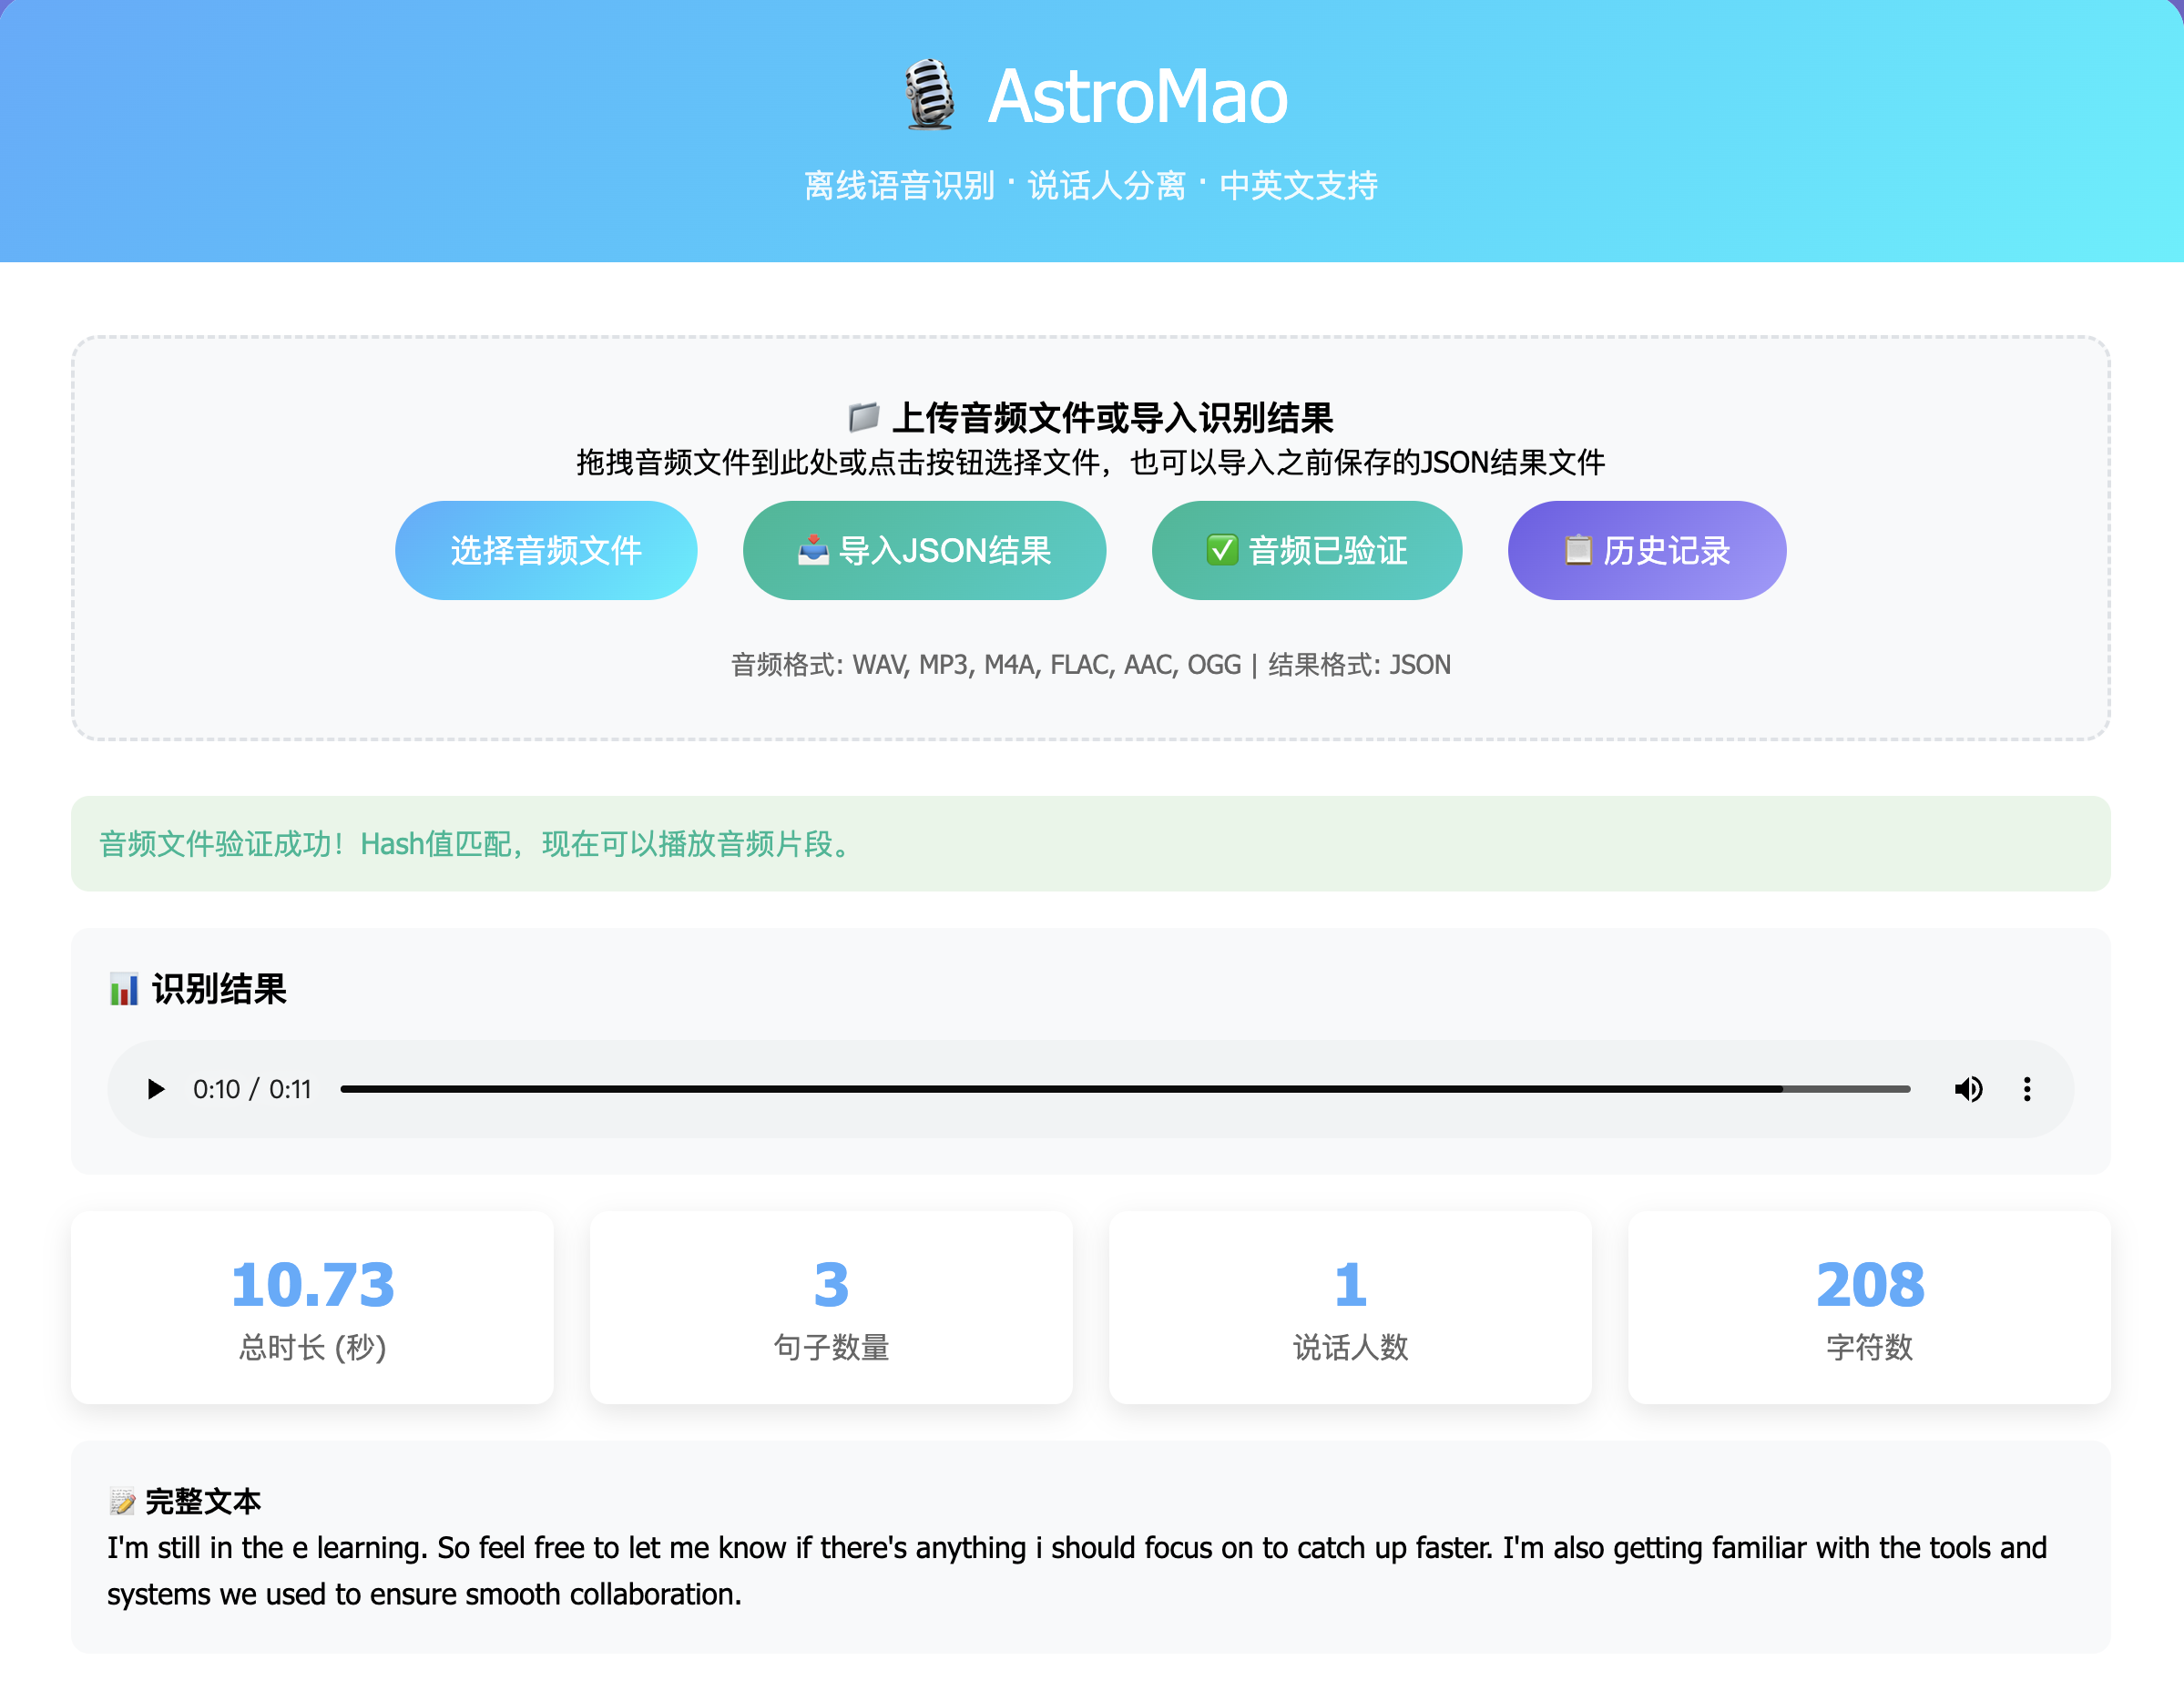 AstroMao
离线语音识别 · 说话人分离 · 中英文支持
上传音频文件或导入识别结果
拖拽音频文件到此处或点击按钮选择文件，也可以导入之前保存的JSON结果文件
选择音频文件
导入JSON结果
音频已验证
历史记录
音频格式: WAV, MP3, M4A, FLAC, AAC, OGG | 结果格式: JSON
音频文件验证成功！Hash值匹配，现在可以播放音频片段。
识别结果
0:10 / 0:11
10.73
总时长 (秒)
3
句子数量
1
说话人数
208
字符数
完整文本
I'm still in the e learning. So feel free to let me know if there's anything i should focus on to catch up faster. I'm also getting familiar with the tools and
systems we used to ensure smooth collaboration.